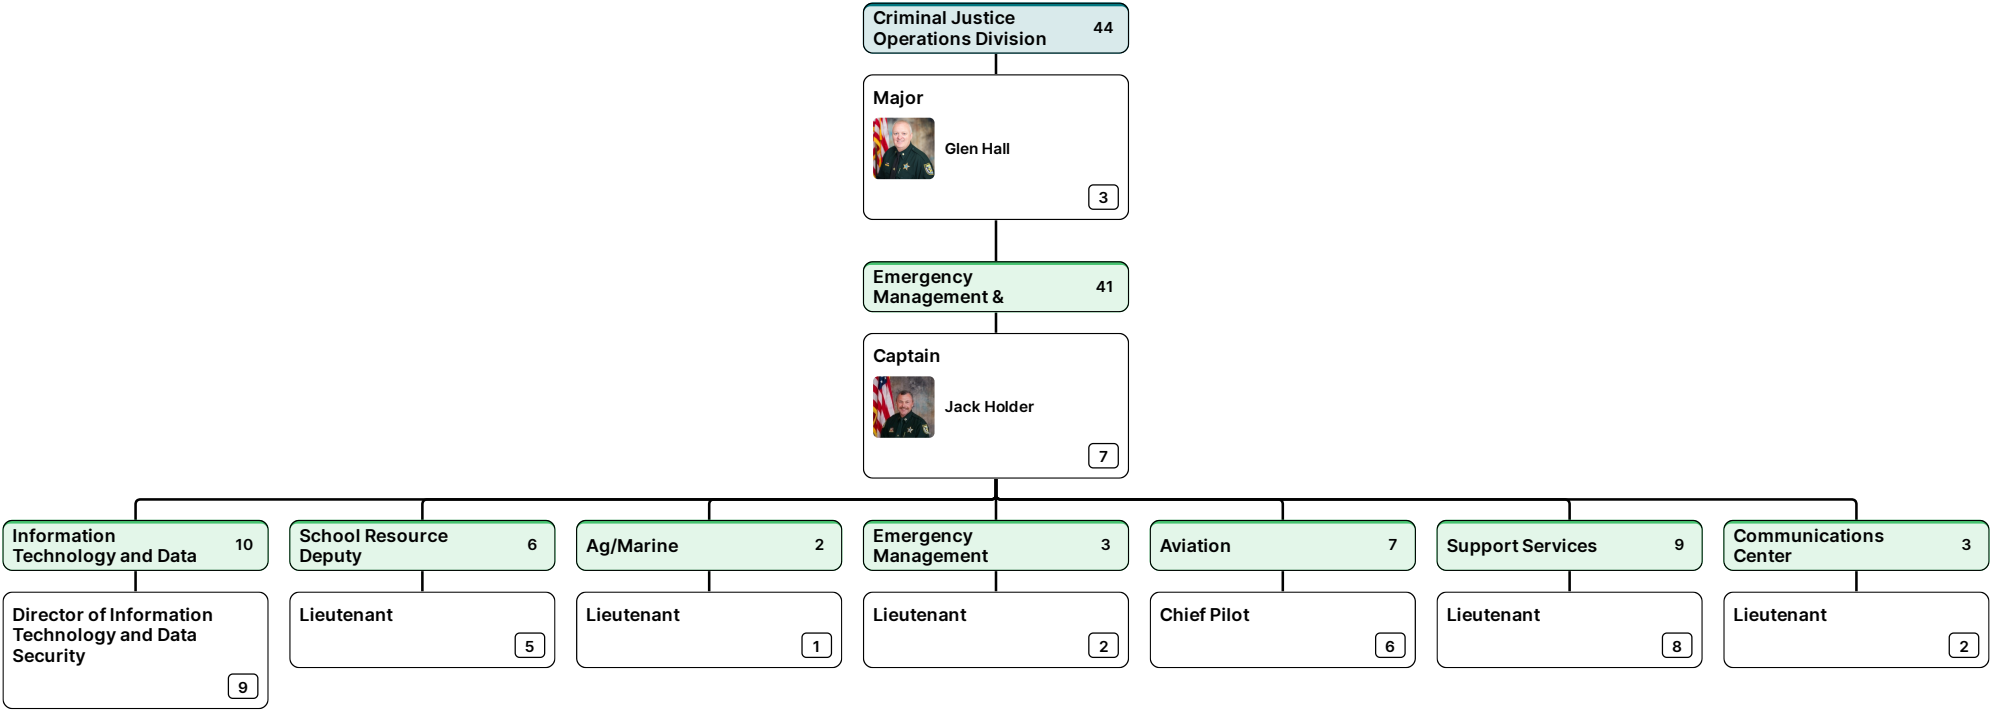 Criminal Justice
Operations Division
44
Major
Glen Hall
3
Emergency
Management &
41
Captain
Jack Holder
7
Information
Technology and Data
10
School Resource
Deputy
6
Ag/Marine
2
Emergency
Management
3
Aviation
7
Support Services
9
Communications
Center
3
Director of Information
Technology and Data
Security
9
Lieutenant
5
Lieutenant
1
Lieutenant
2
Chief Pilot
6
Lieutenant
8
Lieutenant
2